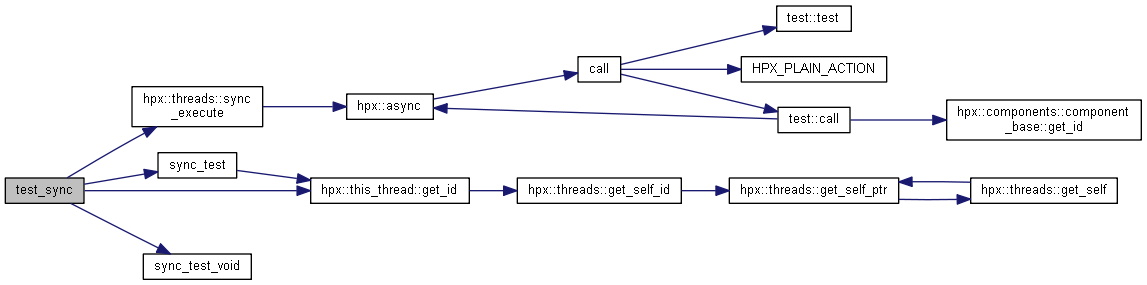 test::test
call
HPX_PLAIN_ACTION
hpx::threads::sync
_execute
hpx::async
test::call
hpx::components::component
_base::get_id
sync_test
test_sync
hpx::this_thread::get_id
hpx::threads::get_self_id
hpx::threads::get_self_ptr
hpx::threads::get_self
sync_test_void